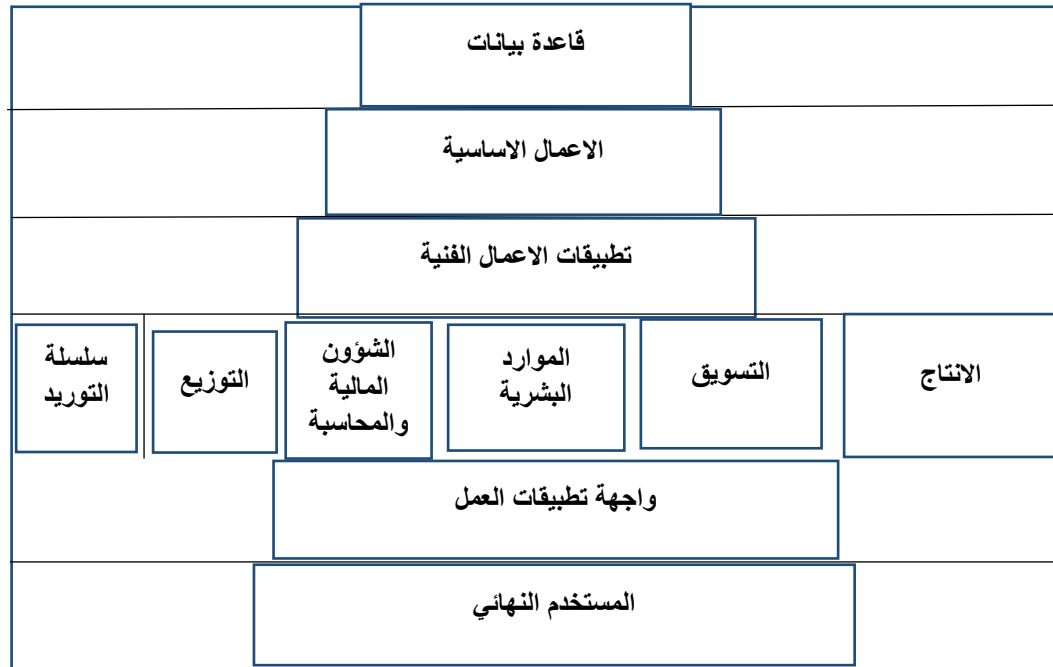 قاعدة بيانات
الاعمال الاساسية
تطبيقات الاعمال الفنية
الانتاج
التسويق
الموارد
البشرية
الشؤون
المالية
والمحاسبة
التوزيع
سلسلة
التوريد
واجهة تطبيقات العمل
المستخدم النهائي